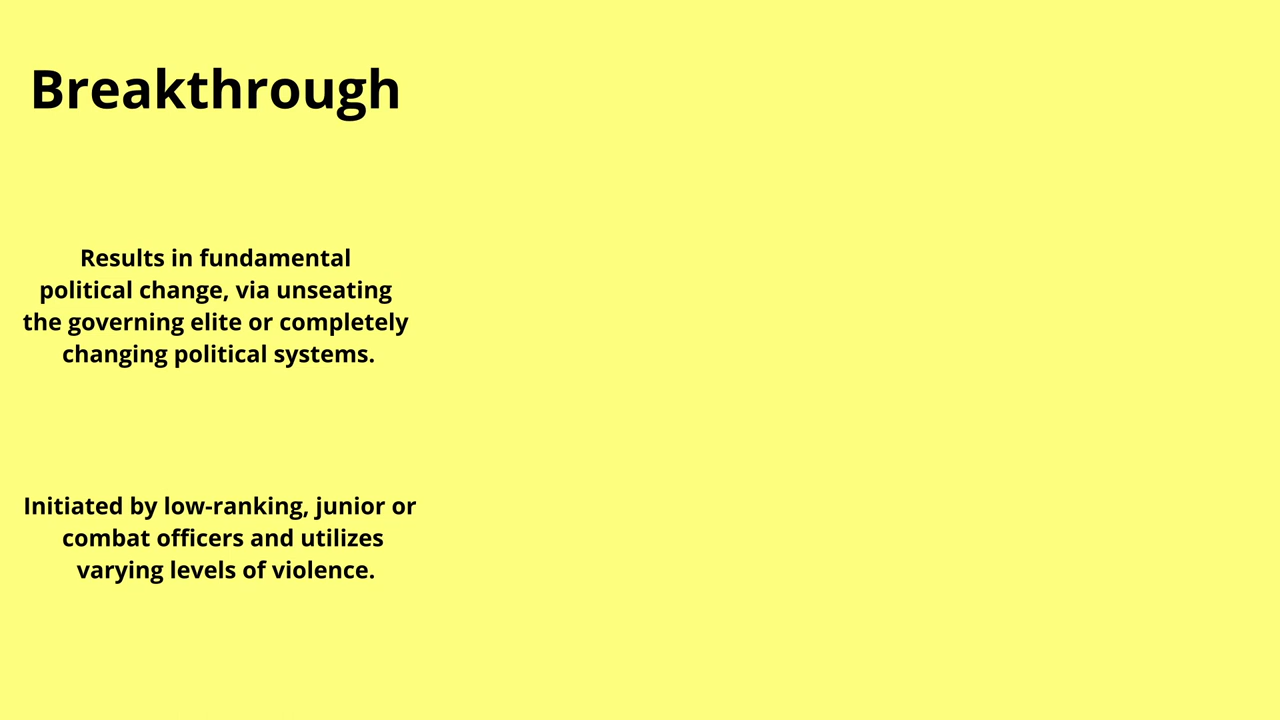 Breakthrough
Results in fundamental
political change, via unseating
the governing elite or completely
changing political systems.
Initiated by low-ranking, junior or
combat officers and utilizes
varying levels of violence.